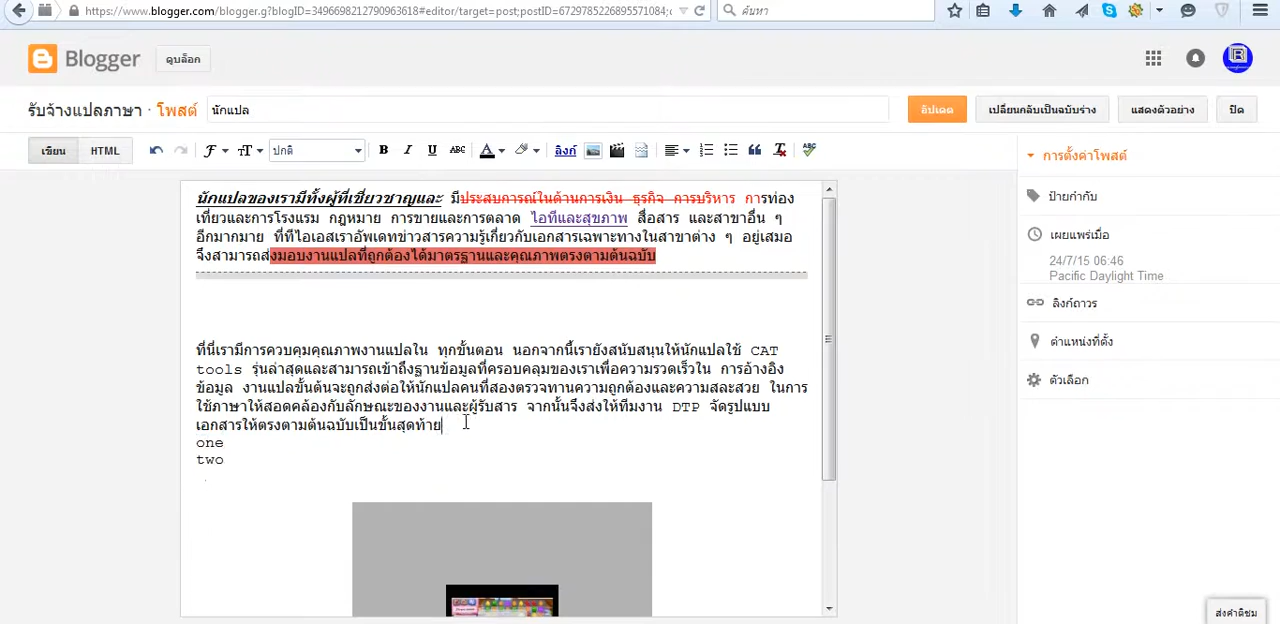 https://www.blogger.com/blogger.g?blogID=3496698212790963618#editor/target=post;postID=6729785226895571084;
ค้นหา
Blogger
ดูบล็อก
รับจ้างแปลภาษา · โพสต์
นักแปล
อัปเดต
เปลี่ยนกลับเป็นฉบับร่าง
แสดงตัวอย่าง
ปิด
เขียน HTML
ปกติ
B I U ABC A ลิงก์
การตั้งค่าโพสต์
ป้ายกำกับ
เผยแพร่เมื่อ
24/7/15 06:46
Pacific Daylight Time
ลิงก์ถาวร
ตำแหน่งที่ตั้ง
ตัวเลือก
นักแปลของเรามีทั้งผู้ที่เชี่ยวชาญและ มีประสบการณ์ในด้านการเงิน ธุรกิจ การบริหาร การท่อง
เที่ยวและการโรงแรม กฎหมาย การขายและการตลาด ไอทีและสุขภาพ สื่อสาร และสาขาอื่น ๆ
อีกมากมาย ที่ทีไอเอสเราอัพเดทข่าวสารความรู้เกี่ยวกับเอกสารเฉพาะทางในสาขาต่าง ๆ อยู่เสมอ
จึงสามารถส่งมอบงานแปลที่ถูกต้องได้มาตรฐานและคุณภาพตรงตามต้นฉบับ
ที่นี่เรามีการควบคุมคุณภาพงานแปลใน ทุกขั้นตอน นอกจากนี้เรายังสนับสนุนให้นักแปลใช้ CAT
tools รุ่นล่าสุดและสามารถเข้าถึงฐานข้อมูลที่ครอบคลุมของเราเพื่อความรวดเร็วใน การอ้างอิง
ข้อมูล งานแปลขั้นต้นจะถูกส่งต่อให้นักแปลคนที่สองตรวจทานความถูกต้องและความสละสวย ในการ
ใช้ภาษาให้สอดคล้องกับลักษณะของงานและผู้รับสาร จากนั้นจึงส่งให้ทีมงาน DTP จัดรูปแบบ
เอกสารให้ตรงตามต้นฉบับเป็นขั้นสุดท้าย
one
two
ส่งคำติชม